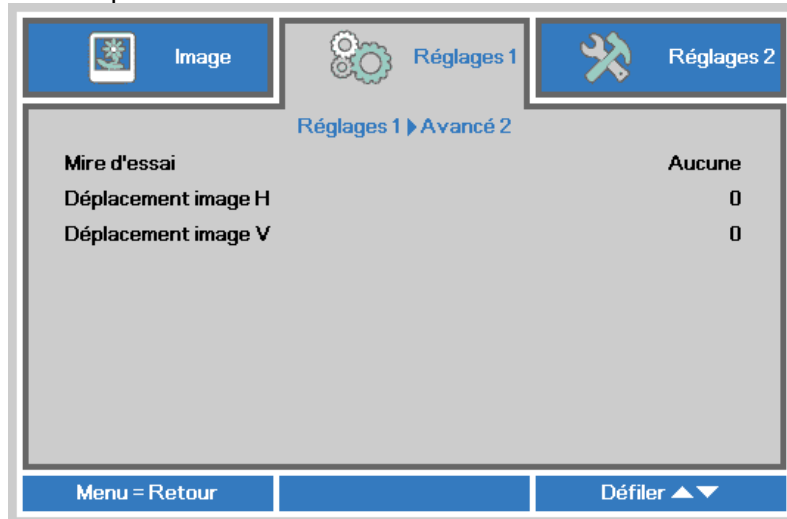 Image
Réglages 1
Réglages 2
Réglages 1 ▶ Avancé 2
Mire d'essai Aucune
Déplacement image H 0
Déplacement image V 0
Menu = Retour
Défiler ▲▼